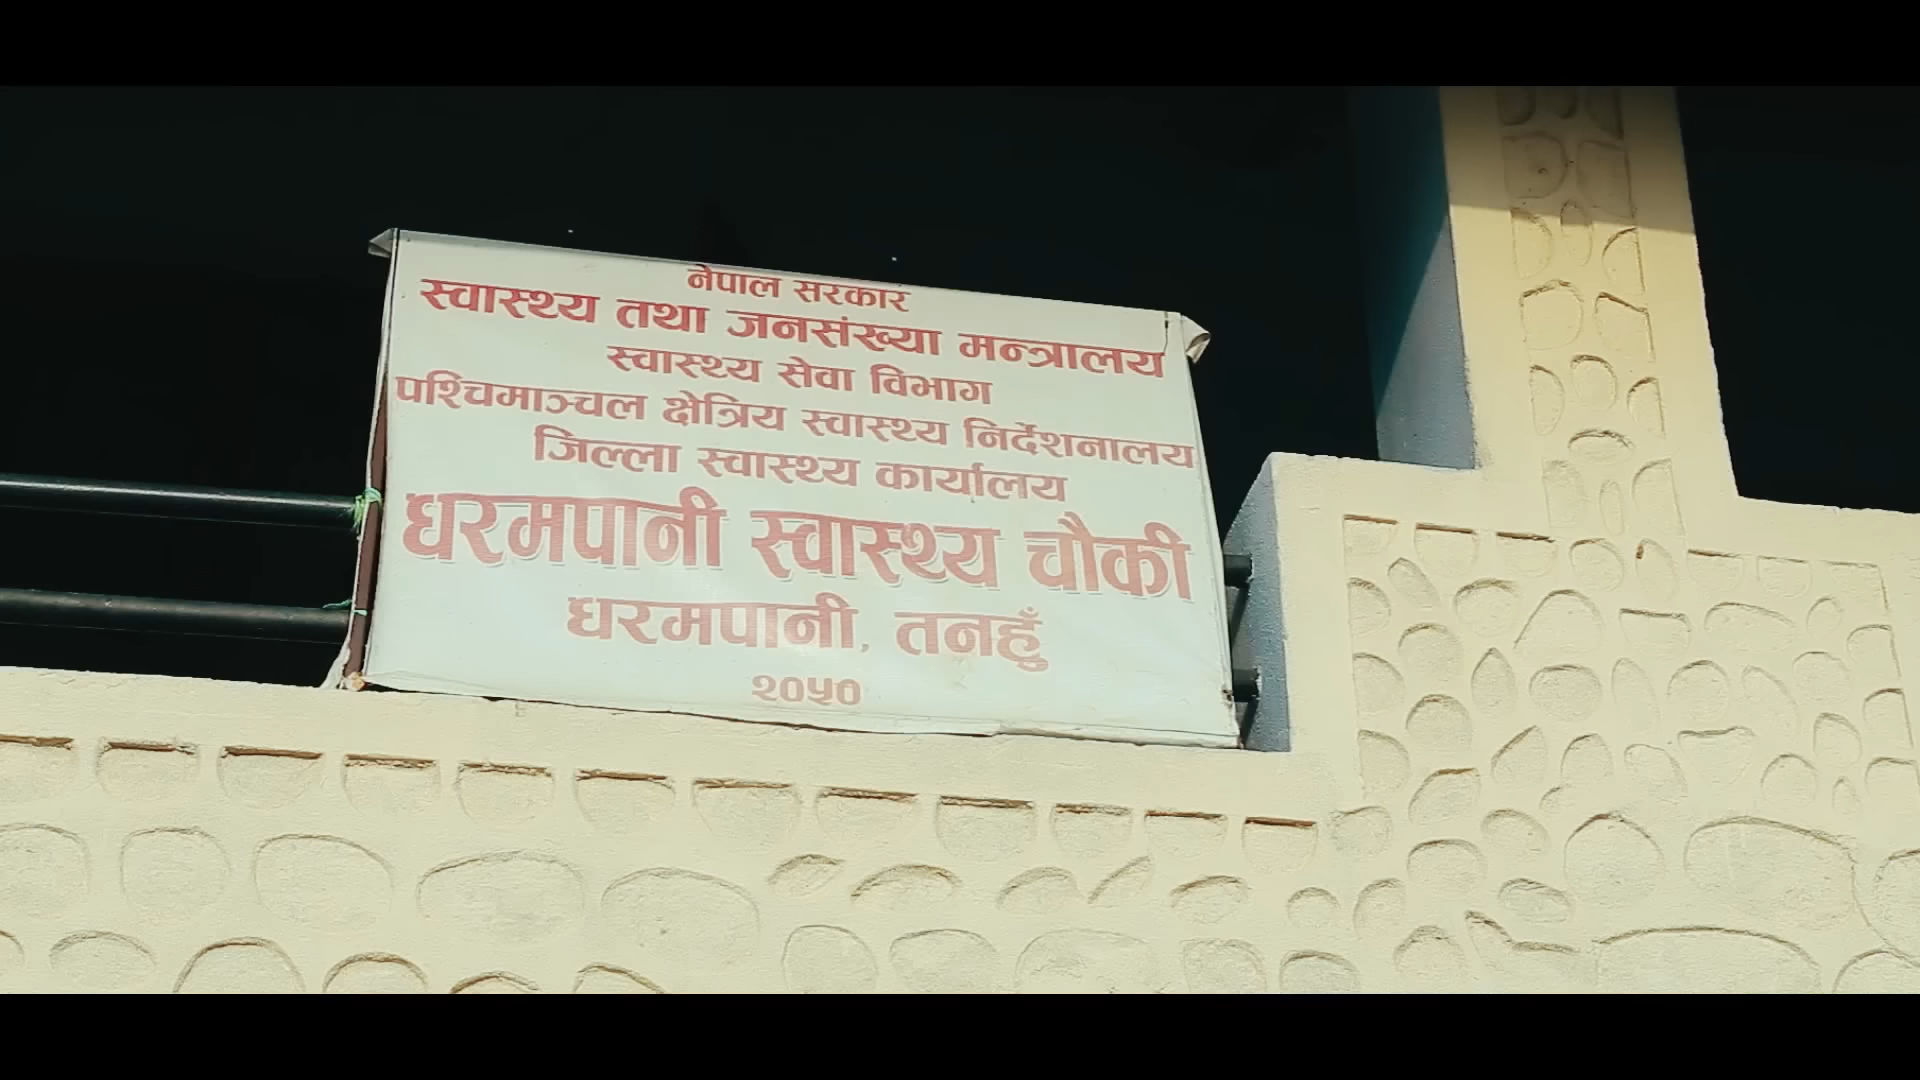 नेपाल सरकार
स्वास्थ्य तथा जनसंख्या मन्त्रालय
स्वास्थ्य सेवा विभाग
पश्चिमाञ्चल क्षेत्रिय स्वास्थ्य निर्देशनालय
जिल्ला स्वास्थ्य कार्यालय
धरमपानी स्वास्थ्य चौकी
धरमपानी, तनहुँ
२०५०